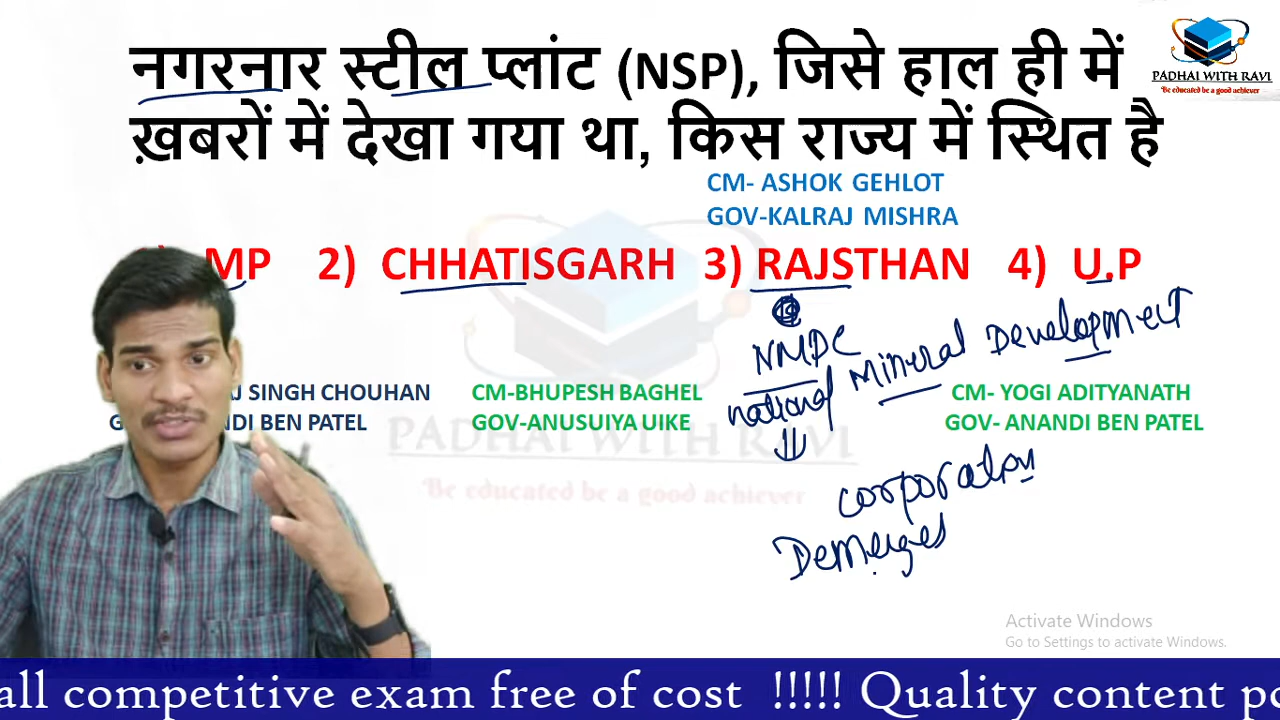 नगरनार स्टील प्लांट (NSP), जिसे हाल ही में
ख़बरों में देखा गया था, किस राज्य में स्थित है
PADHAI WITH RAVI
'Be educated be a good achiever
CM- ASHOK GEHLOT
GOV-KALRAJ MISHRA
MP 2) CHHATISGARH 3) RAJSTHAN 4) U.P
NMDC
national Mineral Development
corporation
Demerges
SINGH CHOUHAN
BEN PATEL
CM-BHUPESH BAGHEL
GOV-ANUSUIYA UIKE
CM- YOGI ADITYANATH
GOV- ANANDI BEN PATEL
PADHAI WITH RAVI
'Be educated be a good achiever
Activate Windows
Go to Settings to activate Windows.
all competitive exam free of cost !!!!! Quality content po